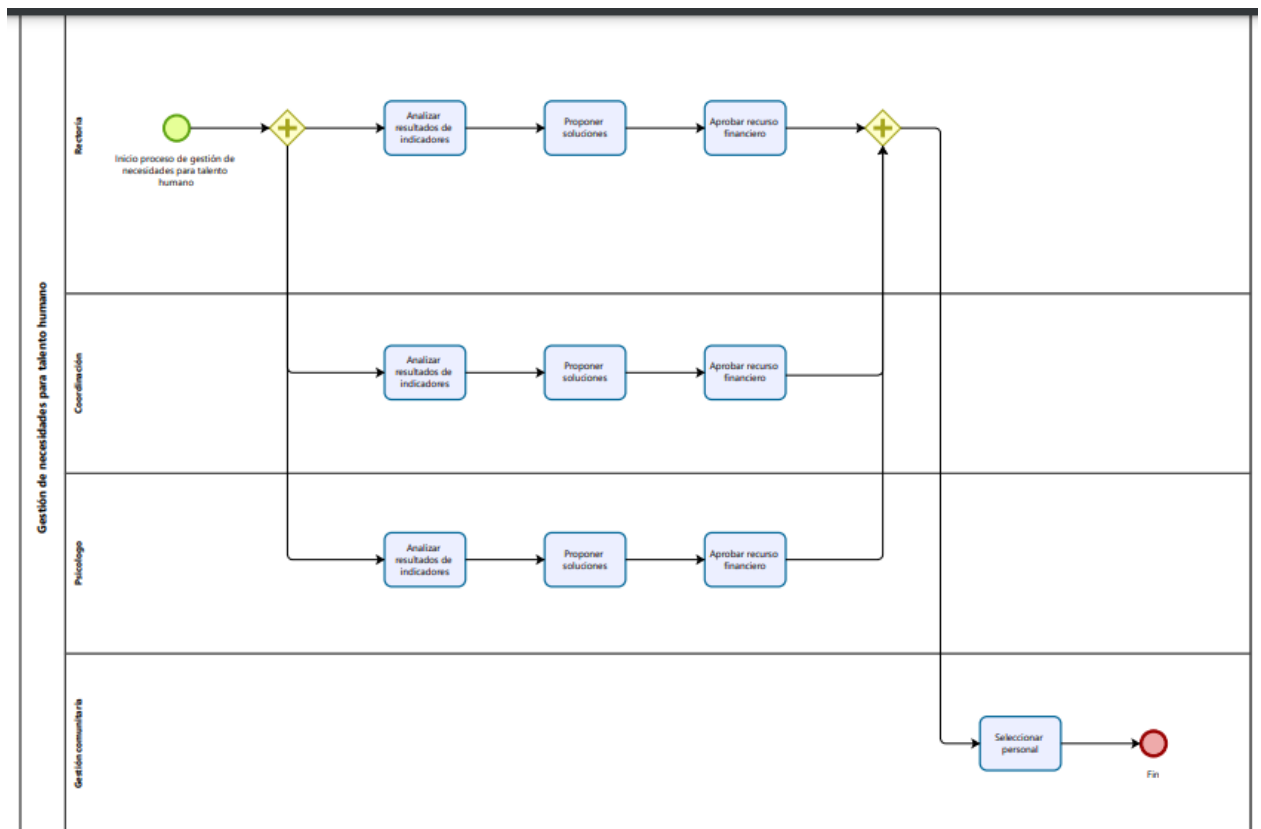 Gestión de necesidades para talento humano
Rectoría
Inicio proceso de gestión de
necesidades para talento
humano
Analizar
resultados de
indicadores
Proponer
soluciones
Aprobar recurso
financiero
Coordinación
Analizar
resultados de
indicadores
Proponer
soluciones
Aprobar recurso
financiero
Psicologo
Analizar
resultados de
indicadores
Proponer
soluciones
Aprobar recurso
financiero
Gestión comunitaria
Seleccionar
personal
Fin